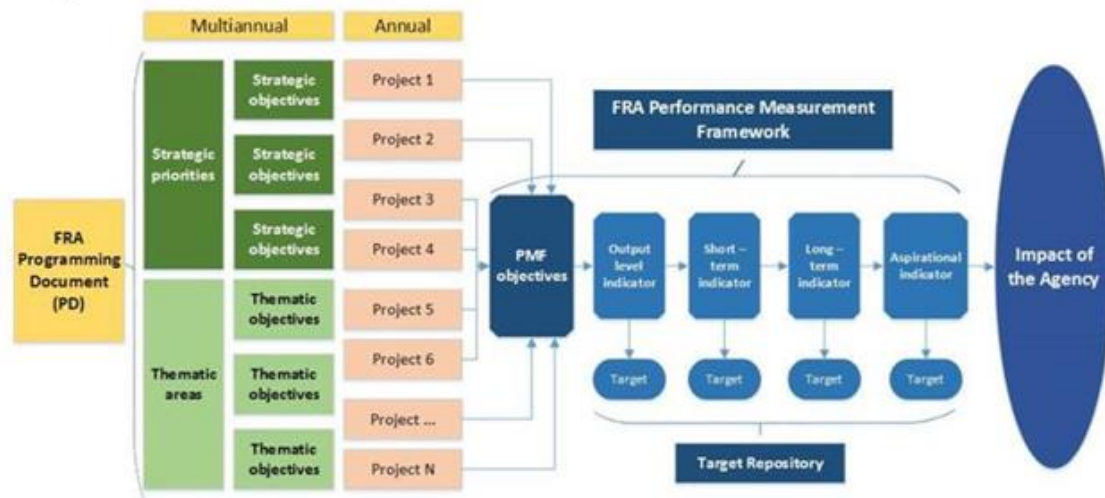 Multiannual
Annual
FRA
Programming
Document
(PD)
Strategic
priorities
Thematic
areas
Strategic
objectives
Strategic
objectives
Strategic
objectives
Thematic
objectives
Thematic
objectives
Thematic
objectives
Project 1
Project 2
Project 3
Project 4
Project 5
Project 6
Project ...
Project N
PMF
objectives
FRA Performance Measurement
Framework
Output
level
indicator
Short –
term
indicator
Long –
term
indicator
Aspirational
indicator
Target
Target
Target
Target
Target Repository
Impact of
the Agency